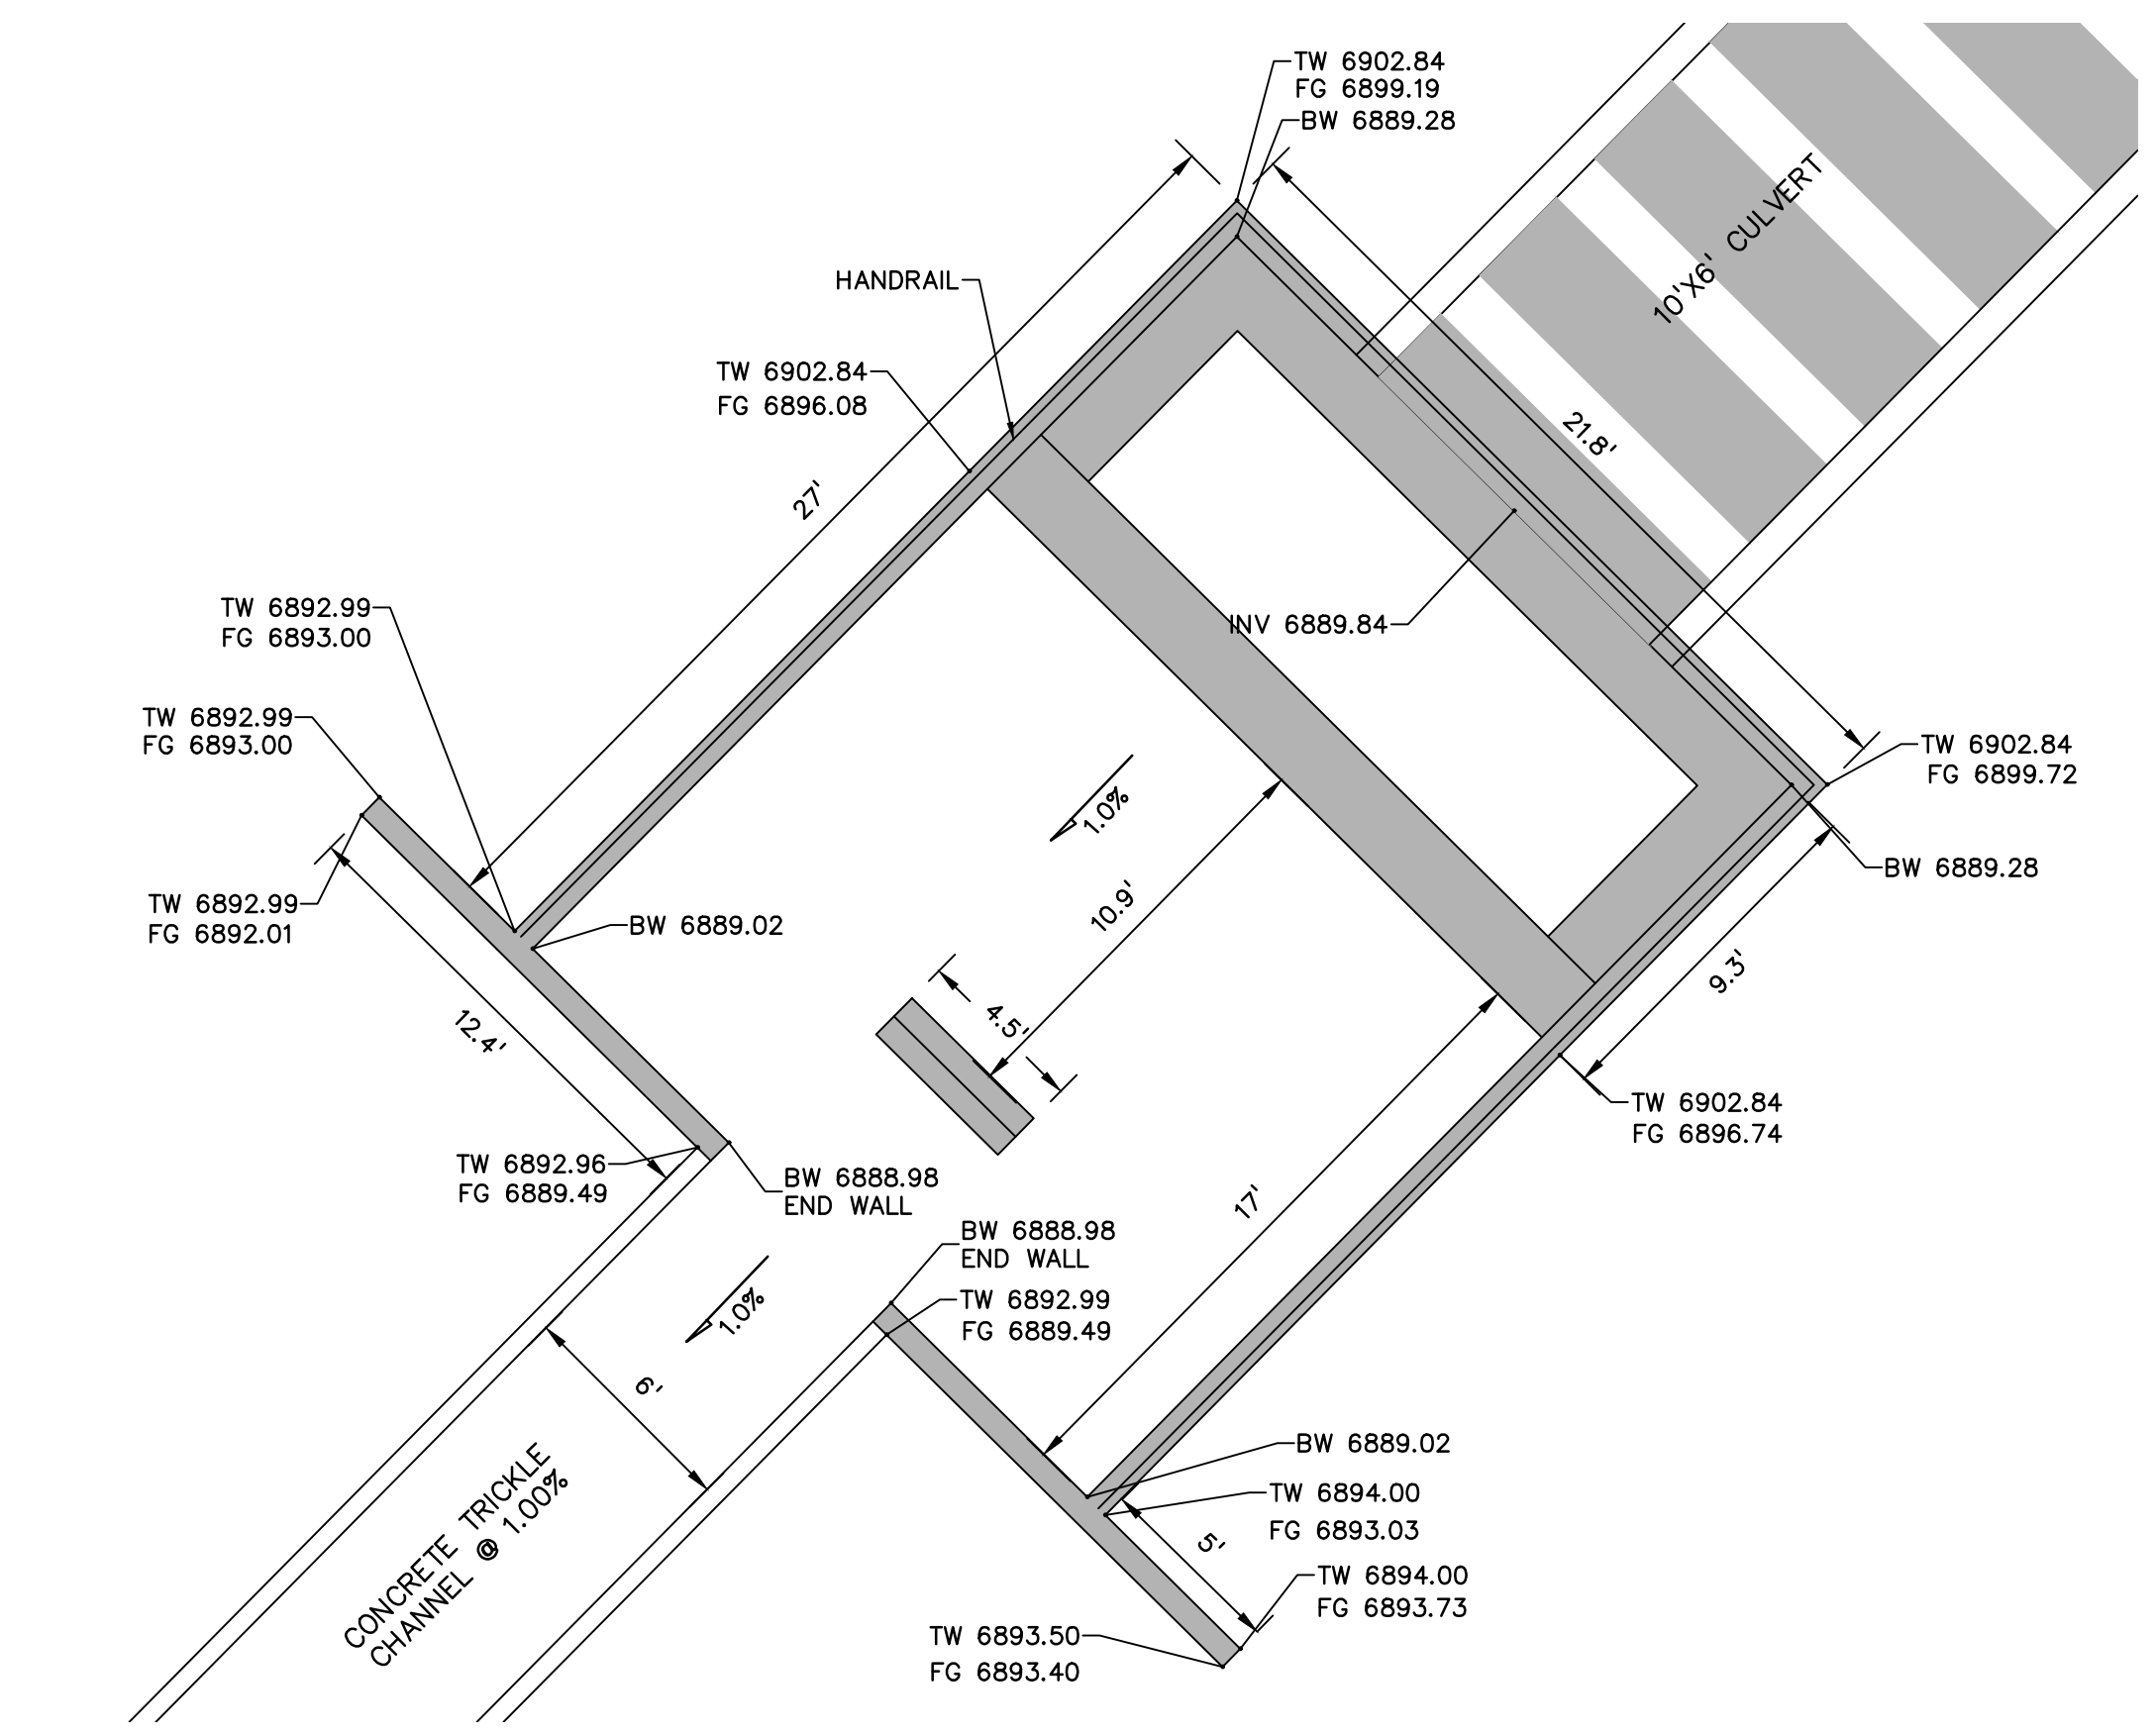 TW 6902.84
FG 6899.19
BW 6889.28
10'X6' CULVERT
HANDRAIL
TW 6902.84
FG 6896.08
21.8'
27'
INV 6889.84
TW 6892.99
FG 6893.00
TW 6892.99
FG 6893.00
TW 6902.84
FG 6899.72
1.0%
BW 6889.28
TW 6892.99
FG 6892.01
BW 6889.02
10.9'
9.3'
4.5'
12.4'
TW 6902.84
FG 6896.74
TW 6892.96
FG 6889.49
BW 6888.98
END WALL
17'
BW 6888.98
END WALL
TW 6892.99
FG 6889.49
1.0%
6'
BW 6889.02
TW 6894.00
FG 6893.03
5'
CONCRETE TRICKLE
CHANNEL @ 1.00%
TW 6894.00
FG 6893.73
TW 6893.50
FG 6893.40